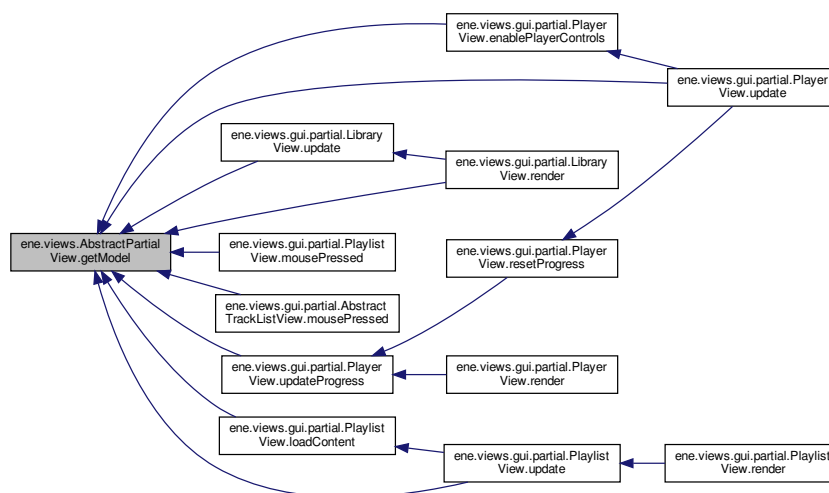 ene.views.gui.partial.Player
View.enablePlayerControls
ene.views.gui.partial.Player
View.update
ene.views.gui.partial.Library
View.update
ene.views.gui.partial.Library
View.render
ene.views.AbstractPartial
View.getModel
ene.views.gui.partial.Playlist
View.mousePressed
ene.views.gui.partial.Player
View.resetProgress
ene.views.gui.partial.Abstract
TrackListView.mousePressed
ene.views.gui.partial.Player
View.updateProgress
ene.views.gui.partial.Player
View.render
ene.views.gui.partial.Playlist
View.loadContent
ene.views.gui.partial.Playlist
View.update
ene.views.gui.partial.Playlist
View.render